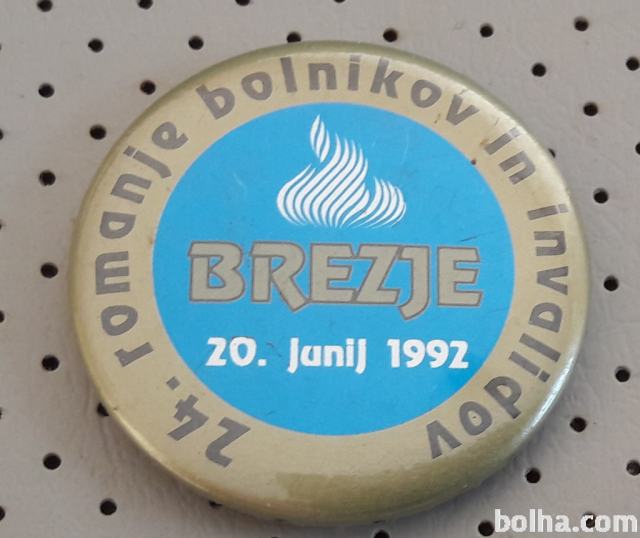 24. romanje bolnikov in invalidov
BREZJE
20. junij 1992
bolha.com